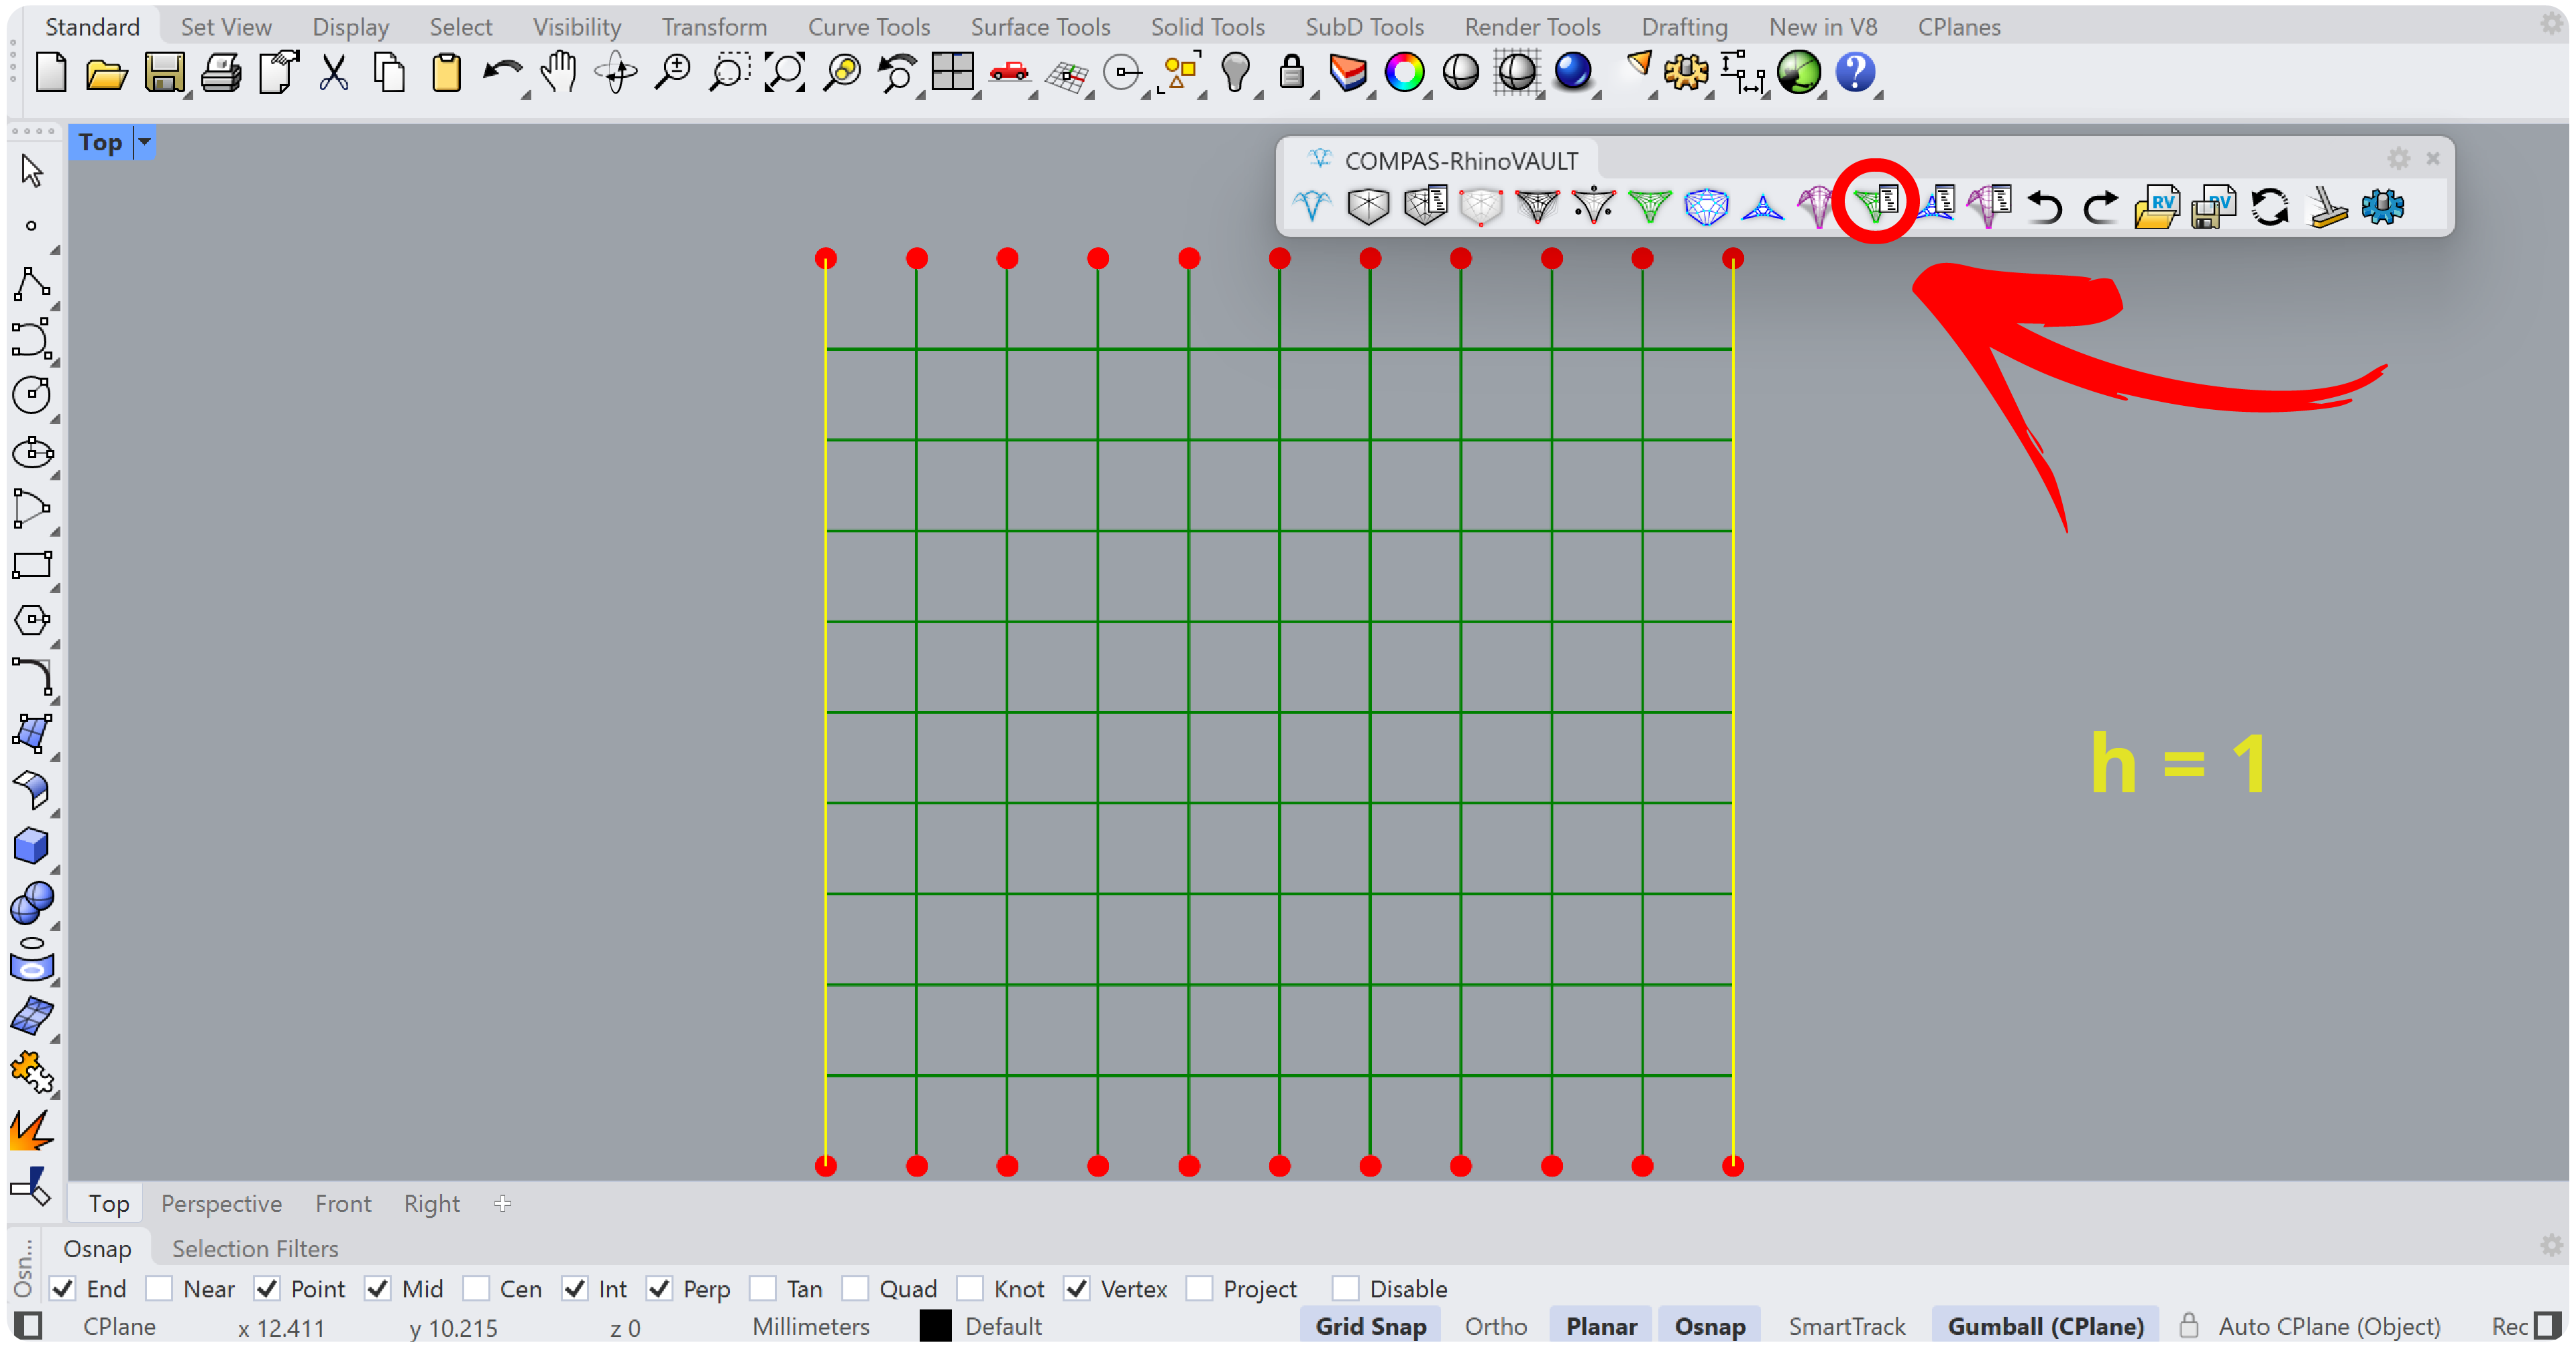 Standard Set View Display Select Visibility Transform Curve Tools Surface Tools Solid Tools SubD Tools Render Tools Drafting New in V8 CPlanes
Top
COMPAS-RhinoVAULT
RV RV
h = 1
Top Perspective Front Right
Osn...
Osnap Selection Filters
End Near Point Mid Cen Int Perp Tan Quad Knot Vertex Project Disable
CPlane x 12.411 y 10.215 z 0 Millimeters Default Grid Snap Ortho Planar Osnap SmartTrack Gumball (CPlane) Auto CPlane (Object) Rec